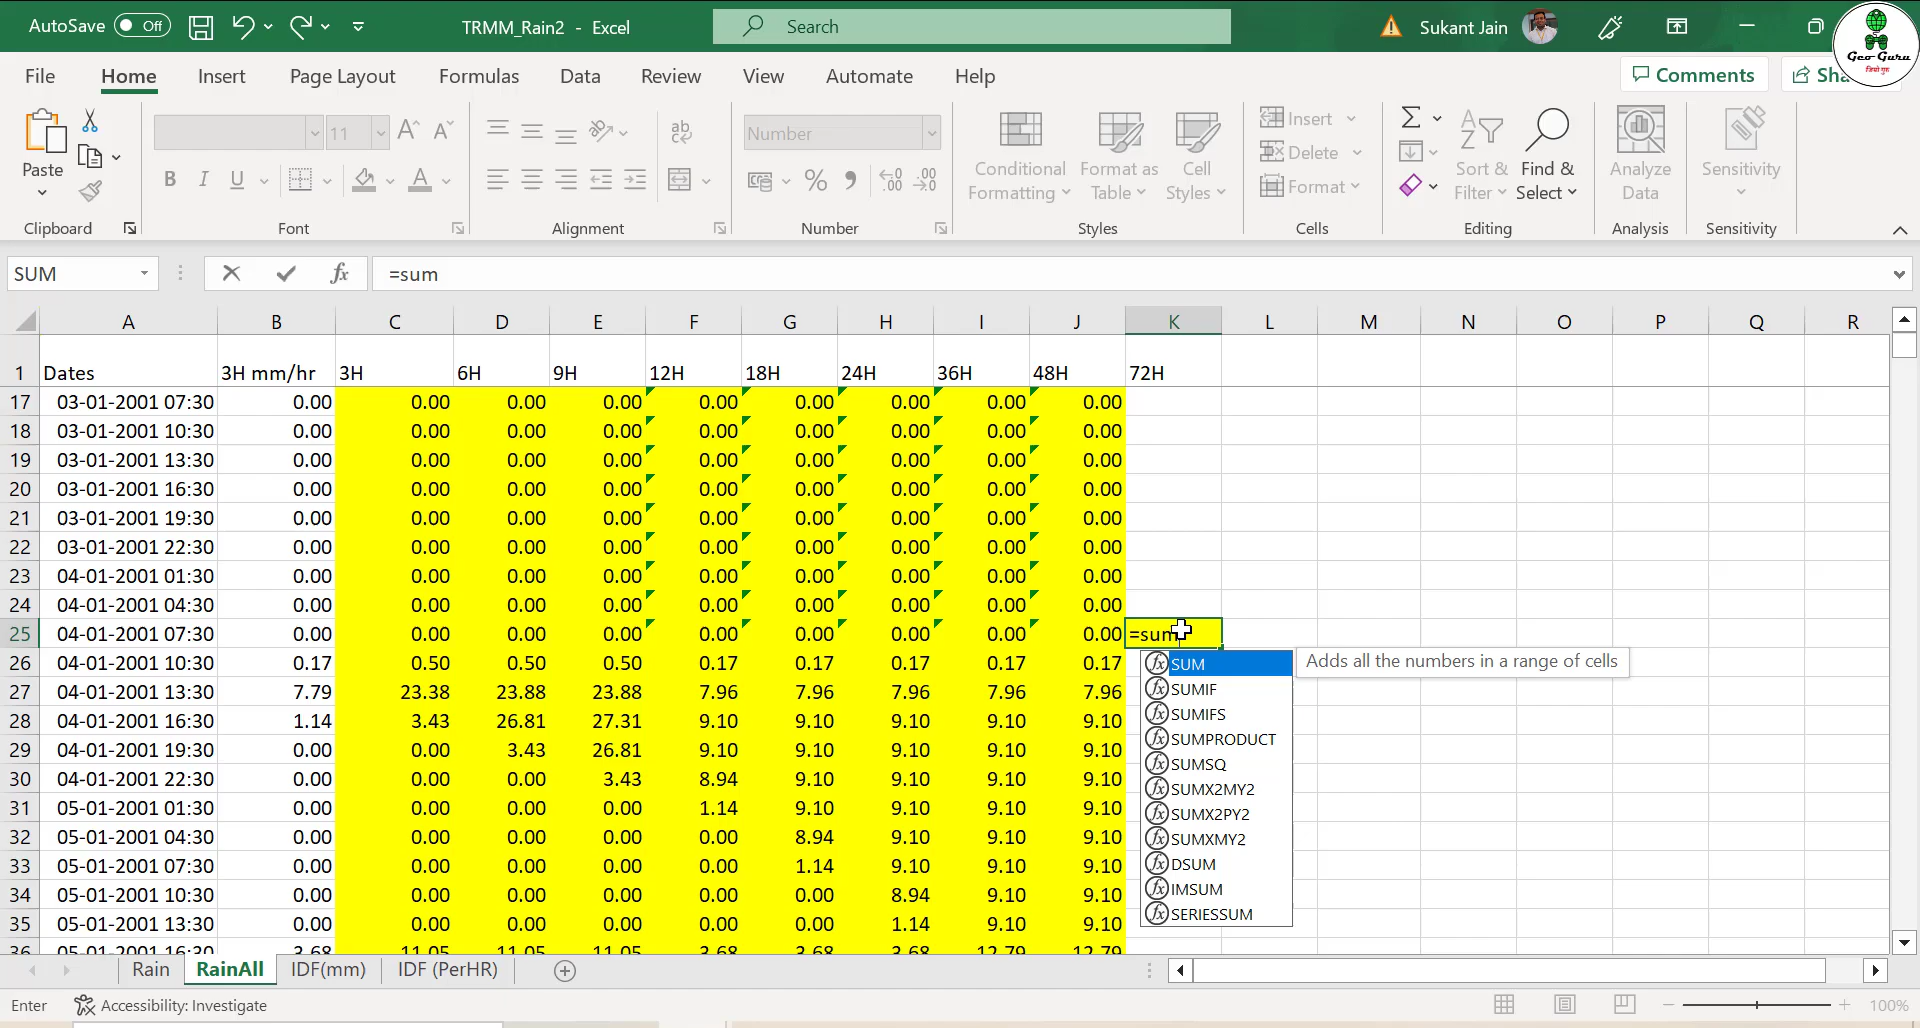 AutoSave Off TRMM_Rain2 - Excel Search Sukant Jain
Geo Guru
जियो गुरु
File Home Insert Page Layout Formulas Data Review View Automate Help Comments
Paste 11 Number Conditional Formatting Format as Table Cell Styles Insert Delete Format Sort & Filter Find & Select Analyze Data Sensitivity
Clipboard Font Alignment Number Styles Cells Editing Analysis Sensitivity
SUM =sum
A B C D E F G H I J K L M N O P Q R
1 Dates 3H mm/hr 3H 6H 9H 12H 18H 24H 36H 48H 72H
17 03-01-2001 07:30 0.00 0.00 0.00 0.00 0.00 0.00 0.00 0.00 0.00
18 03-01-2001 10:30 0.00 0.00 0.00 0.00 0.00 0.00 0.00 0.00 0.00
19 03-01-2001 13:30 0.00 0.00 0.00 0.00 0.00 0.00 0.00 0.00 0.00
20 03-01-2001 16:30 0.00 0.00 0.00 0.00 0.00 0.00 0.00 0.00 0.00
21 03-01-2001 19:30 0.00 0.00 0.00 0.00 0.00 0.00 0.00 0.00 0.00
22 03-01-2001 22:30 0.00 0.00 0.00 0.00 0.00 0.00 0.00 0.00 0.00
23 04-01-2001 01:30 0.00 0.00 0.00 0.00 0.00 0.00 0.00 0.00 0.00
24 04-01-2001 04:30 0.00 0.00 0.00 0.00 0.00 0.00 0.00 0.00 0.00
25 04-01-2001 07:30 0.00 0.00 0.00 0.00 0.00 0.00 0.00 0.00 0.00 =sum
26 04-01-2001 10:30 0.17 0.50 0.50 0.50 0.17 0.17 0.17 0.17 0.17
27 04-01-2001 13:30 7.79 23.38 23.88 23.88 7.96 7.96 7.96 7.96 7.96
28 04-01-2001 16:30 1.14 3.43 26.81 27.31 9.10 9.10 9.10 9.10 9.10
29 04-01-2001 19:30 0.00 0.00 3.43 26.81 9.10 9.10 9.10 9.10 9.10
30 04-01-2001 22:30 0.00 0.00 0.00 3.43 8.94 9.10 9.10 9.10 9.10
31 05-01-2001 01:30 0.00 0.00 0.00 0.00 1.14 9.10 9.10 9.10 9.10
32 05-01-2001 04:30 0.00 0.00 0.00 0.00 0.00 8.94 9.10 9.10 9.10
33 05-01-2001 07:30 0.00 0.00 0.00 0.00 0.00 1.14 9.10 9.10 9.10
34 05-01-2001 10:30 0.00 0.00 0.00 0.00 0.00 0.00 8.94 9.10 9.10
35 05-01-2001 13:30 0.00 0.00 0.00 0.00 0.00 0.00 1.14 9.10 9.10
36 05-01-2001 16:30 3.68 11.05 11.05 11.05 3.68 3.68 3.68 12.79 12.79
SUM Adds all the numbers in a range of cells
SUMIF
SUMIFS
SUMPRODUCT
SUMSQ
SUMX2MY2
SUMX2PY2
SUMXMY2
DSUM
IMSUM
SERIESSUM
Rain RainAll IDF(mm) IDF (PerHR)
Enter Accessibility: Investigate 100%